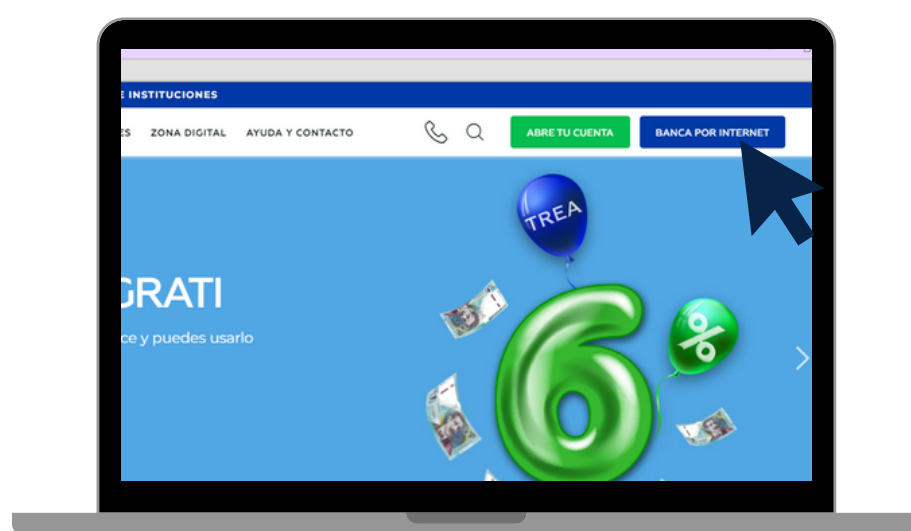 E INSTITUCIONES
ES ZONA DIGITAL AYUDA Y CONTACTO ABRE TU CUENTA BANCA POR INTERNET
TREA
GRATI
ce y puedes usarlo
6
%